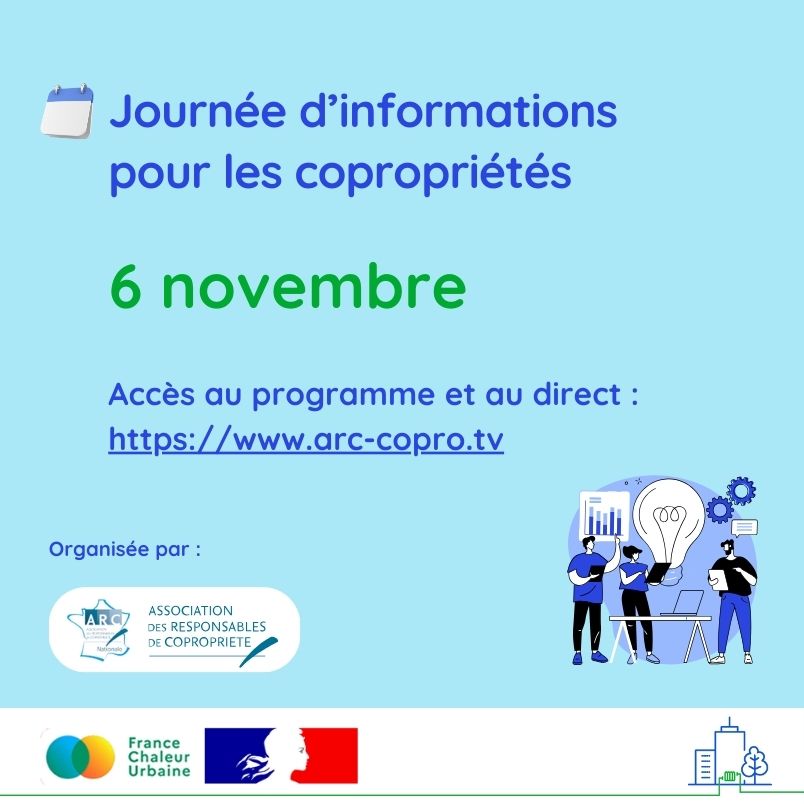 Journée d’informations
pour les copropriétés
6 novembre
Accès au programme et au direct :
https://www.arc-copro.tv
Organisée par :
ARC
Nationale
ASSOCIATION
DES RESPONSABLES
DE COPROPRIETE
France
Chaleur
Urbaine